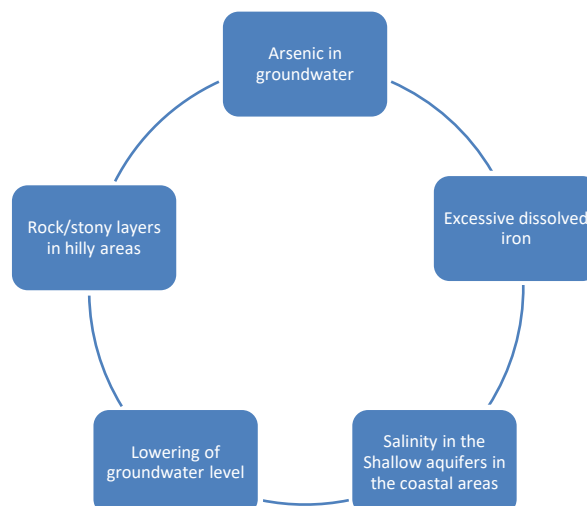 Arsenic in
groundwater
Excessive dissolved
iron
Salinity in the
Shallow aquifers in
the coastal areas
Lowering of
groundwater level
Rock/stony layers
in hilly areas